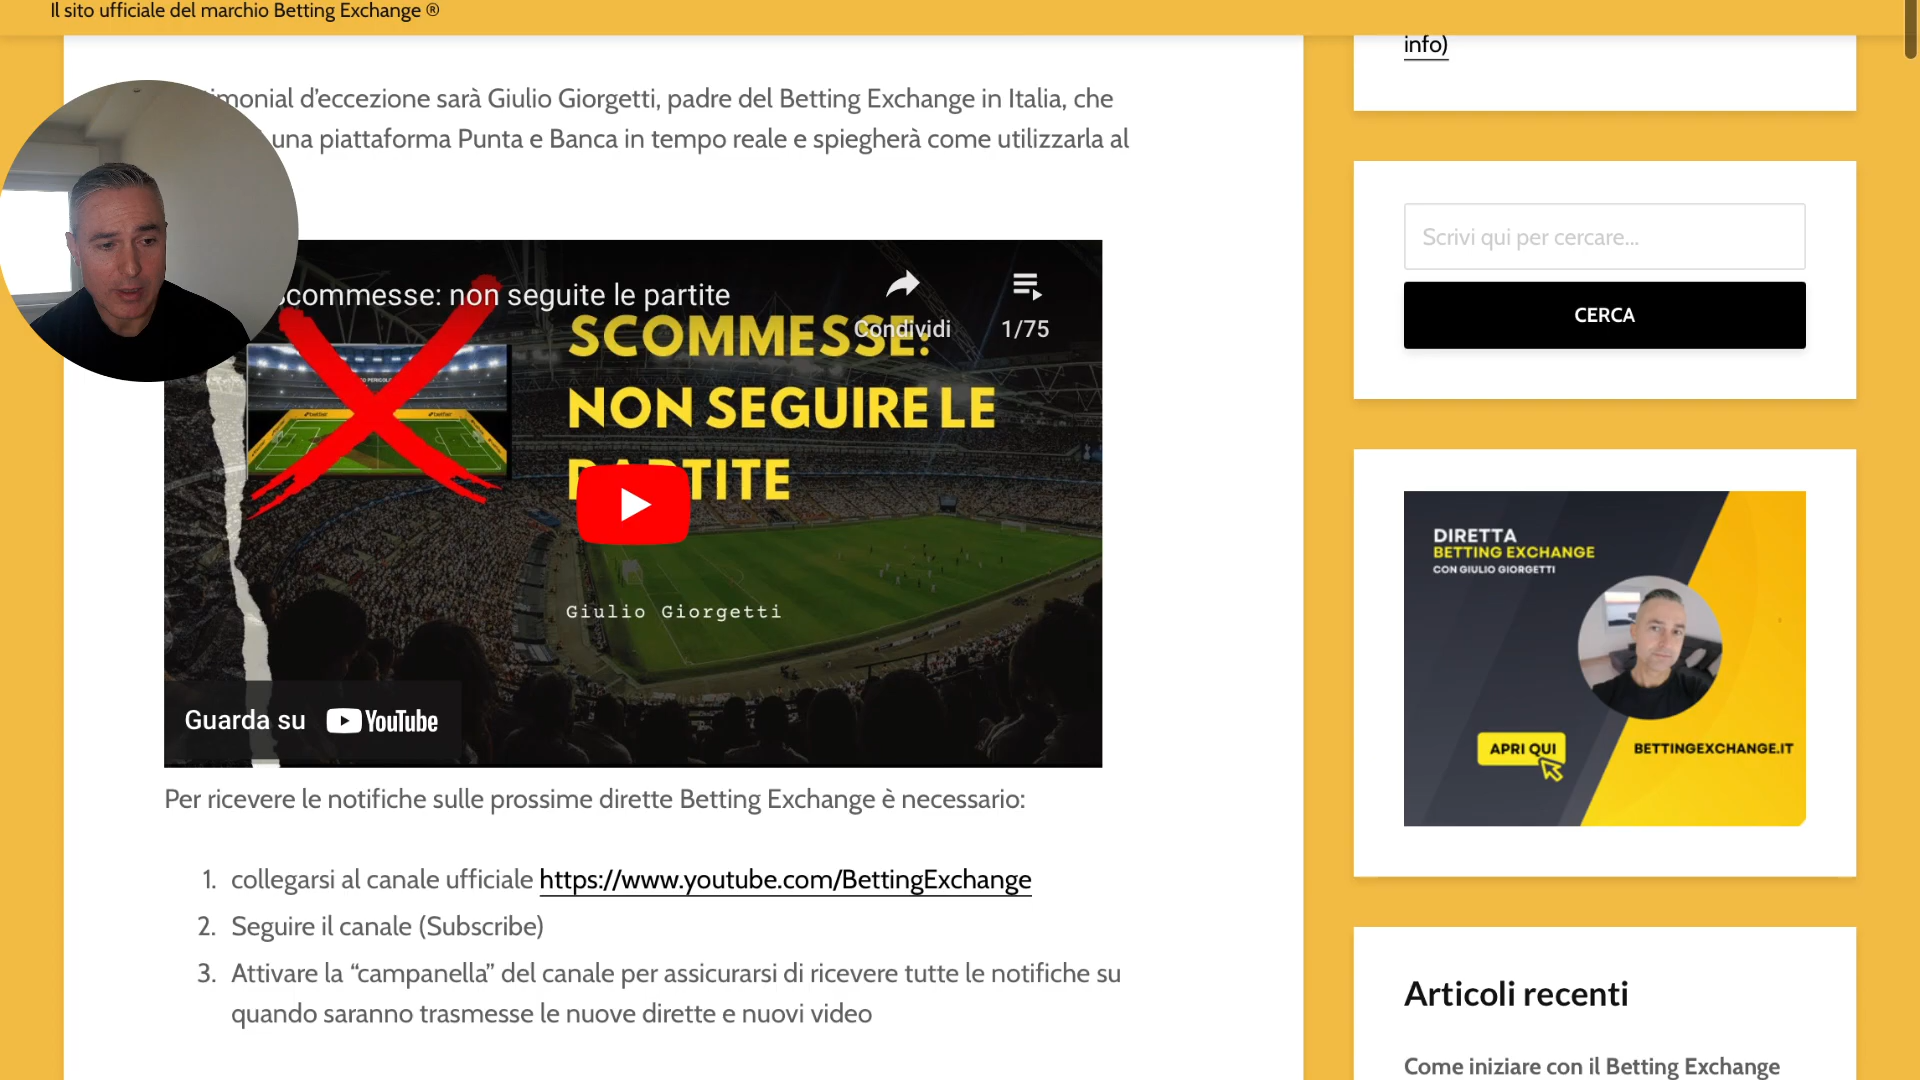 Il sito ufficiale del marchio Betting Exchange ®
info)
d’eccezione sarà Giulio Giorgetti, padre del Betting Exchange in Italia, che
una piattaforma Punta e Banca in tempo reale e spiegherà come utilizzarla al
Scrivi qui per cercare...
CERCA
scommesse: non seguite le partite
Condividi
1/75
SCOMMESSE:
NON SEGUIRE LE
PARTITE
Giulio Giorgetti
Guarda su YouTube
Per ricevere le notifiche sulle prossime dirette Betting Exchange è necessario:
1. collegarsi al canale ufficiale https://www.youtube.com/BettingExchange
2. Seguire il canale (Subscribe)
3. Attivare la “campanella” del canale per assicurarsi di ricevere tutte le notifiche su
quando saranno trasmesse le nuove dirette e nuovi video
DIRETTA
BETTING EXCHANGE
CON GIULIO GIORGETTI
APRI QUI
BETTINGEXCHANGE.IT
Articoli recenti
Come iniziare con il Betting Exchange